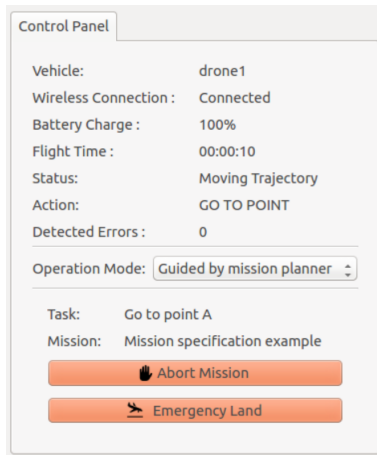 Control Panel
Vehicle: drone1
Wireless Connection : Connected
Battery Charge : 100%
Flight Time : 00:00:10
Status: Moving Trajectory
Action: GO TO POINT
Detected Errors : 0
Operation Mode: Guided by mission planner
Task: Go to point A
Mission: Mission specification example
Abort Mission
Emergency Land